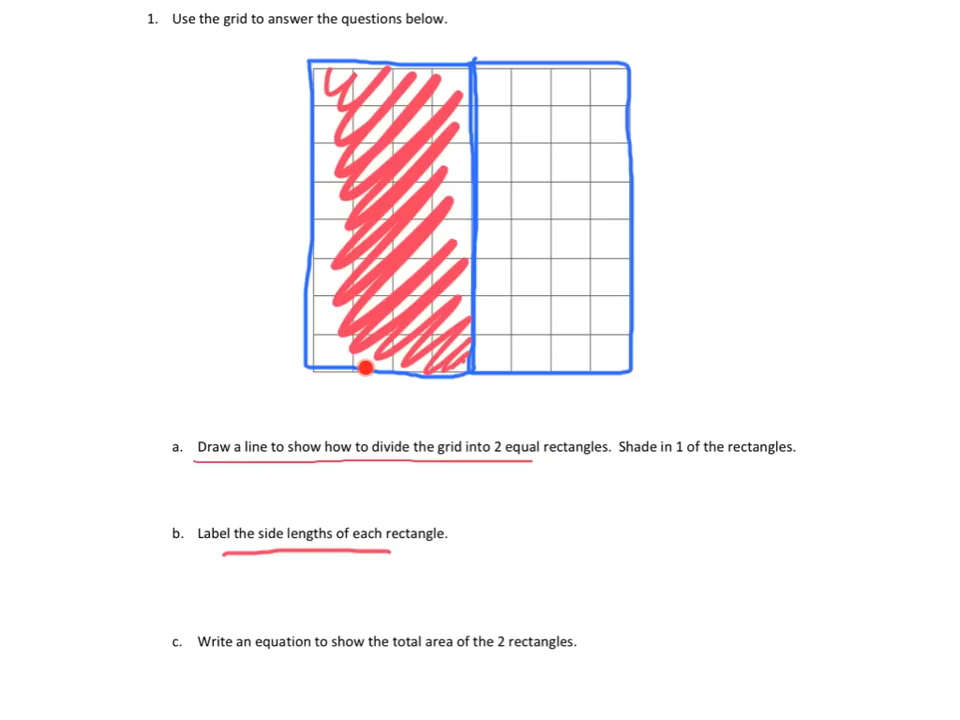 1. Use the grid to answer the questions below.
a. Draw a line to show how to divide the grid into 2 equal rectangles. Shade in 1 of the rectangles.
b. Label the side lengths of each rectangle.
c. Write an equation to show the total area of the 2 rectangles.